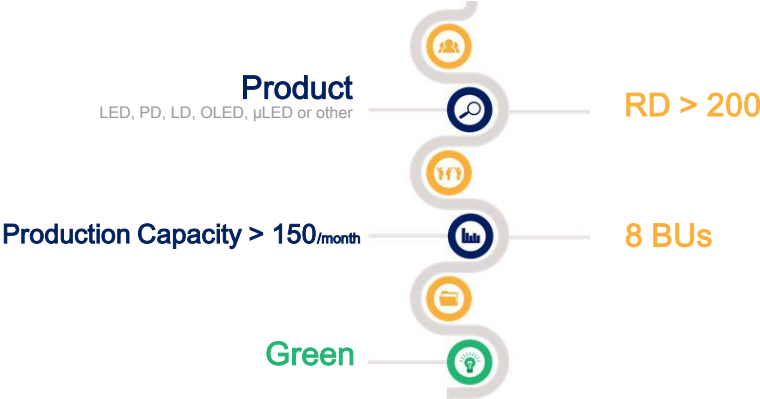 Product
LED, PD, LD, OLED, μLED or other
RD > 200
Production Capacity > 150/month
8 BUs
Green